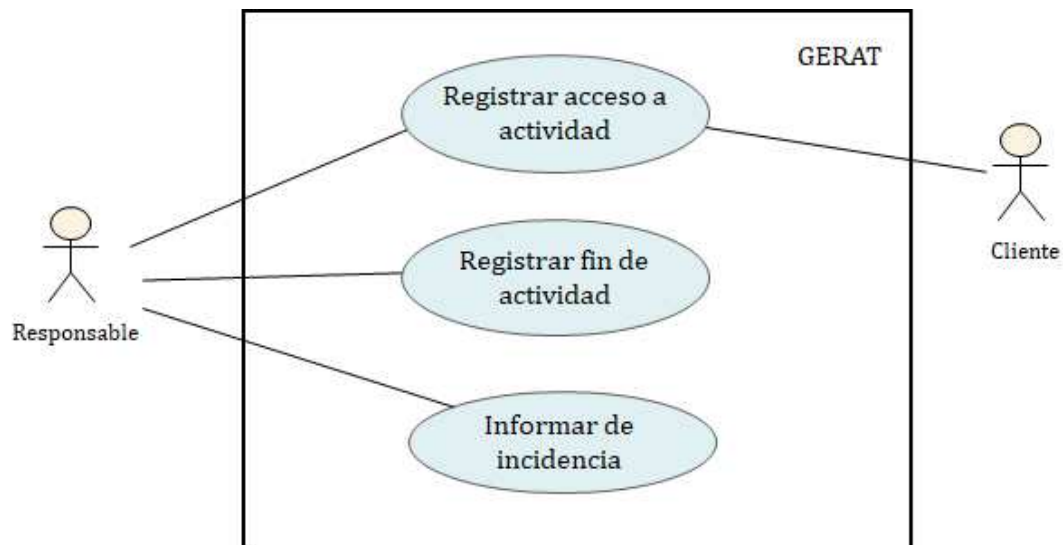 GERAT
Registrar acceso a
actividad
Cliente
Registrar fin de
actividad
Responsable
Informar de
incidencia